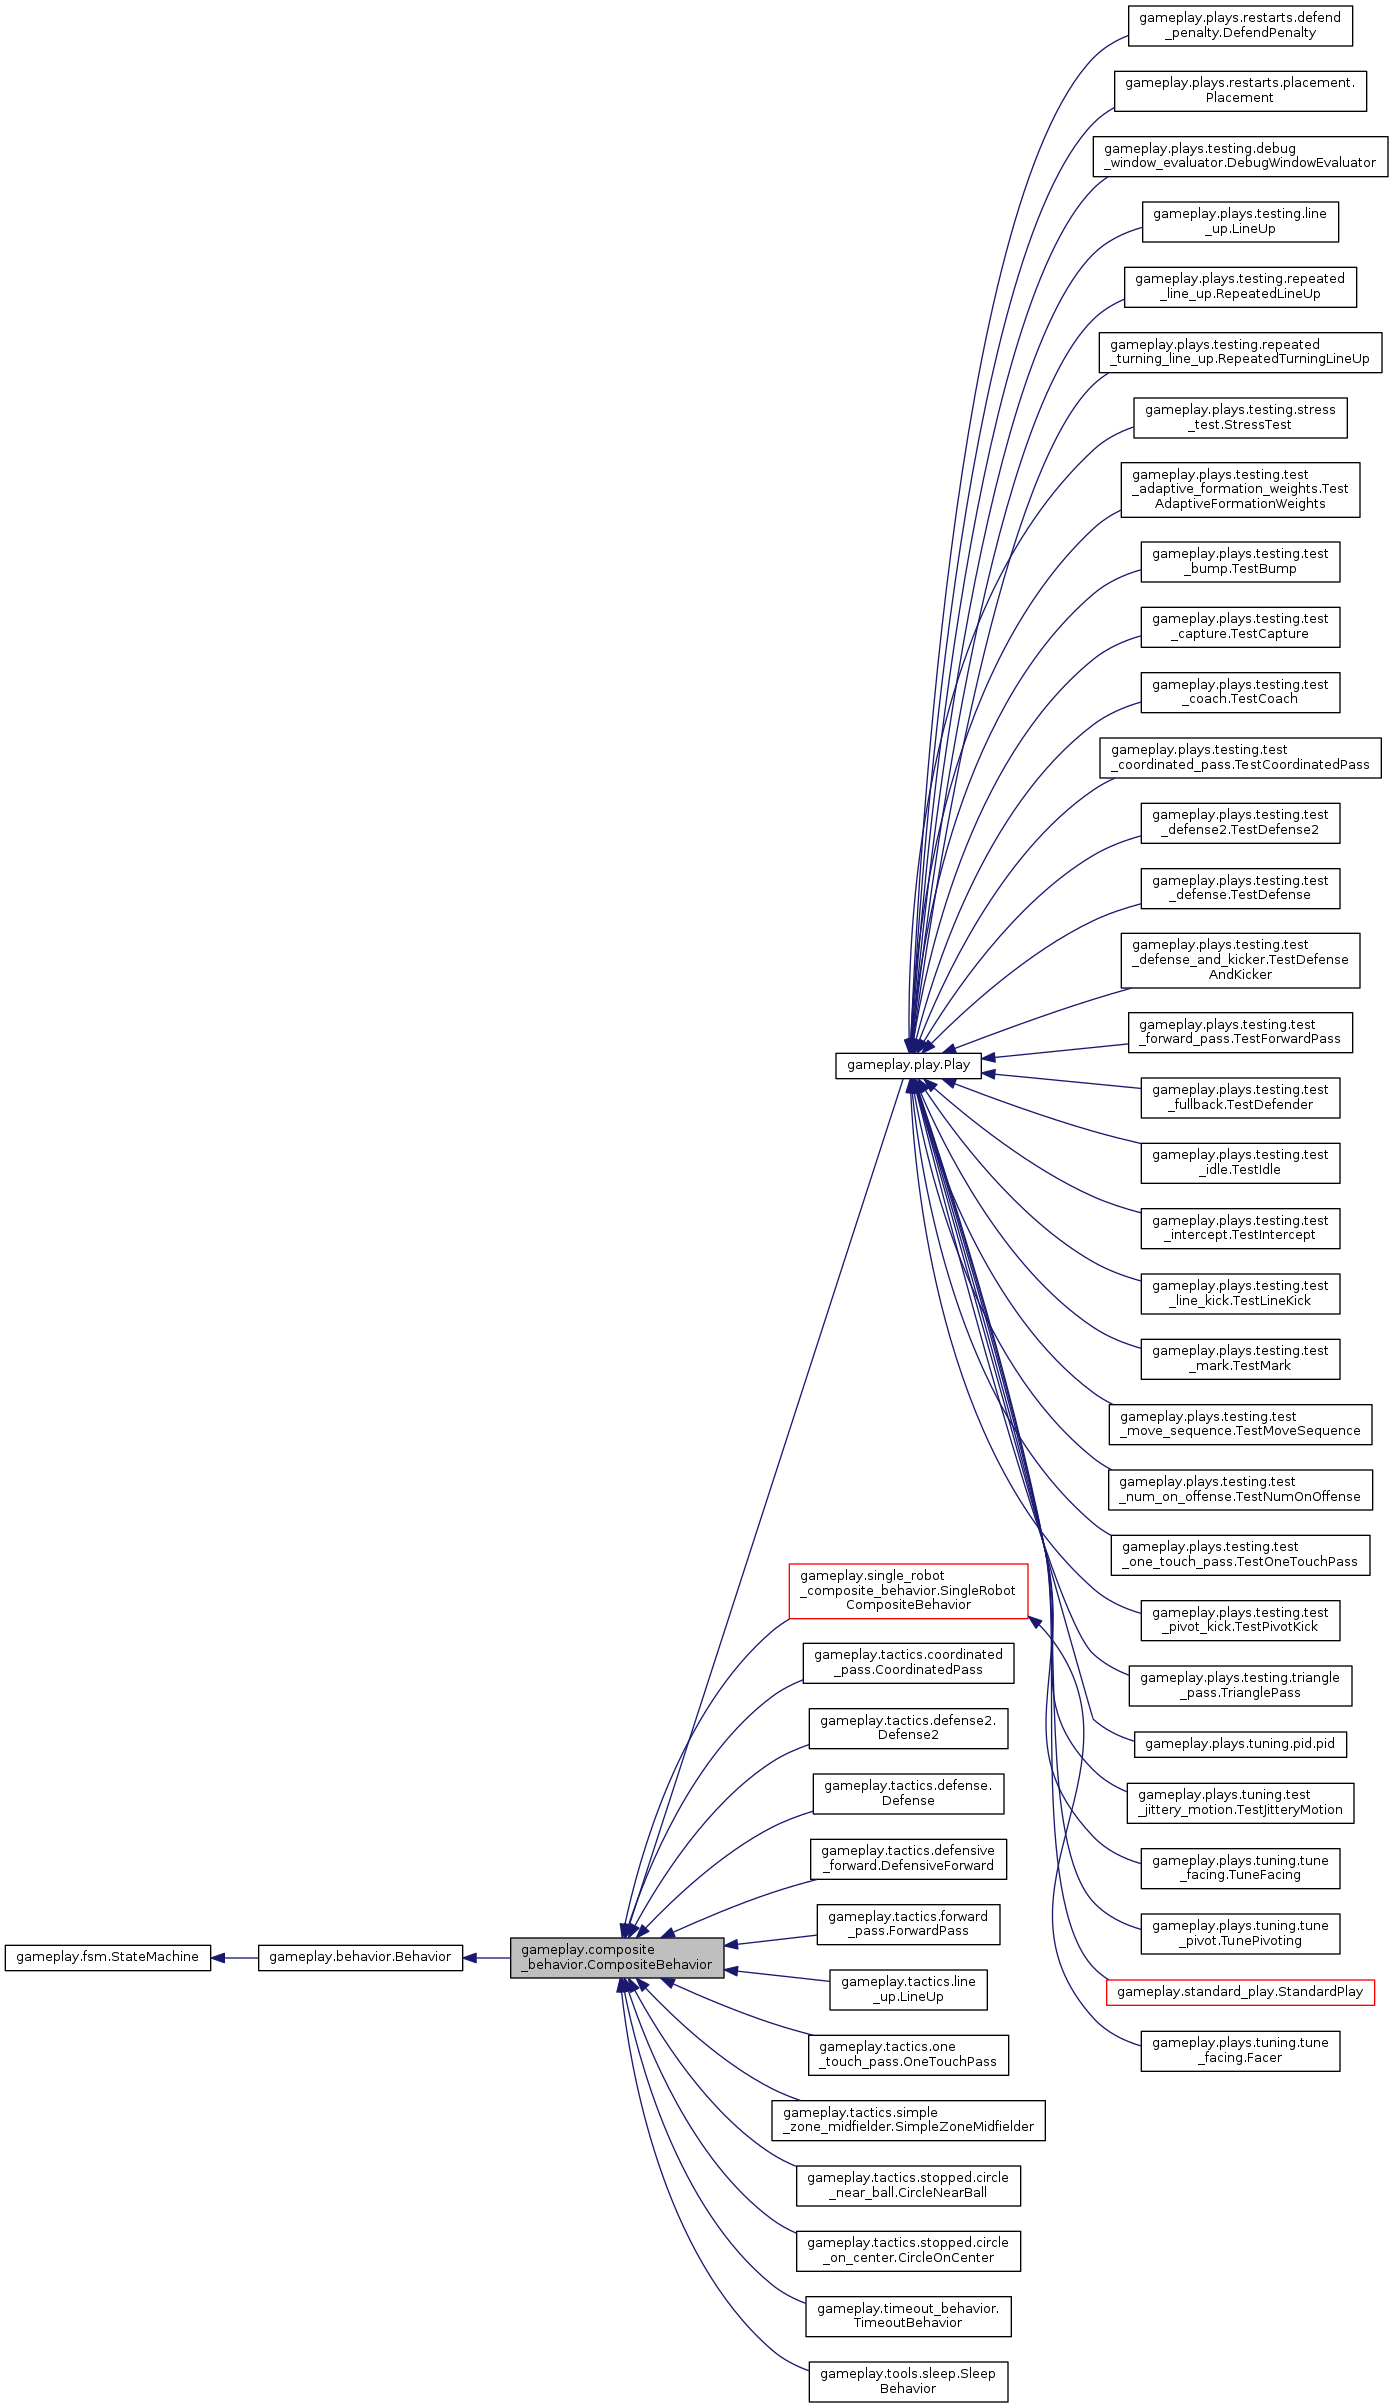 gameplay.plays.restarts.defend
_penalty.DefendPenalty
gameplay.plays.restarts.placement.
Placement
gameplay.plays.testing.debug
_window_evaluator.DebugWindowEvaluator
gameplay.plays.testing.line
_up.LineUp
gameplay.plays.testing.repeated
_line_up.RepeatedLineUp
gameplay.plays.testing.repeated
_turning_line_up.RepeatedTurningLineUp
gameplay.plays.testing.stress
_test.StressTest
gameplay.plays.testing.test
_adaptive_formation_weights.Test
AdaptiveFormationWeights
gameplay.plays.testing.test
_bump.TestBump
gameplay.plays.testing.test
_capture.TestCapture
gameplay.plays.testing.test
_coach.TestCoach
gameplay.plays.testing.test
_coordinated_pass.TestCoordinatedPass
gameplay.plays.testing.test
_defense2.TestDefense2
gameplay.plays.testing.test
_defense.TestDefense
gameplay.plays.testing.test
_defense_and_kicker.TestDefense
AndKicker
gameplay.plays.testing.test
_forward_pass.TestForwardPass
gameplay.play.Play
gameplay.plays.testing.test
_fullback.TestDefender
gameplay.plays.testing.test
_idle.TestIdle
gameplay.plays.testing.test
_intercept.TestIntercept
gameplay.plays.testing.test
_line_kick.TestLineKick
gameplay.plays.testing.test
_mark.TestMark
gameplay.plays.testing.test
_move_sequence.TestMoveSequence
gameplay.plays.testing.test
_num_on_offense.TestNumOnOffense
gameplay.plays.testing.test
_one_touch_pass.TestOneTouchPass
gameplay.plays.testing.test
_pivot_kick.TestPivotKick
gameplay.plays.testing.triangle
_pass.TrianglePass
gameplay.plays.tuning.pid.pid
gameplay.plays.tuning.test
_jittery_motion.TestJitteryMotion
gameplay.plays.tuning.tune
_facing.TuneFacing
gameplay.plays.tuning.tune
_pivot.TunePivoting
gameplay.standard_play.StandardPlay
gameplay.plays.tuning.tune
_facing.Facer
gameplay.single_robot
_composite_behavior.SingleRobot
CompositeBehavior
gameplay.tactics.coordinated
_pass.CoordinatedPass
gameplay.tactics.defense2.
Defense2
gameplay.tactics.defense.
Defense
gameplay.tactics.defensive
_forward.DefensiveForward
gameplay.tactics.forward
_pass.ForwardPass
gameplay.fsm.StateMachine
gameplay.behavior.Behavior
gameplay.composite
_behavior.CompositeBehavior
gameplay.tactics.line
_up.LineUp
gameplay.tactics.one
_touch_pass.OneTouchPass
gameplay.tactics.simple
_zone_midfielder.SimpleZoneMidfielder
gameplay.tactics.stopped.circle
_near_ball.CircleNearBall
gameplay.tactics.stopped.circle
_on_center.CircleOnCenter
gameplay.timeout_behavior.
TimeoutBehavior
gameplay.tools.sleep.Sleep
Behavior